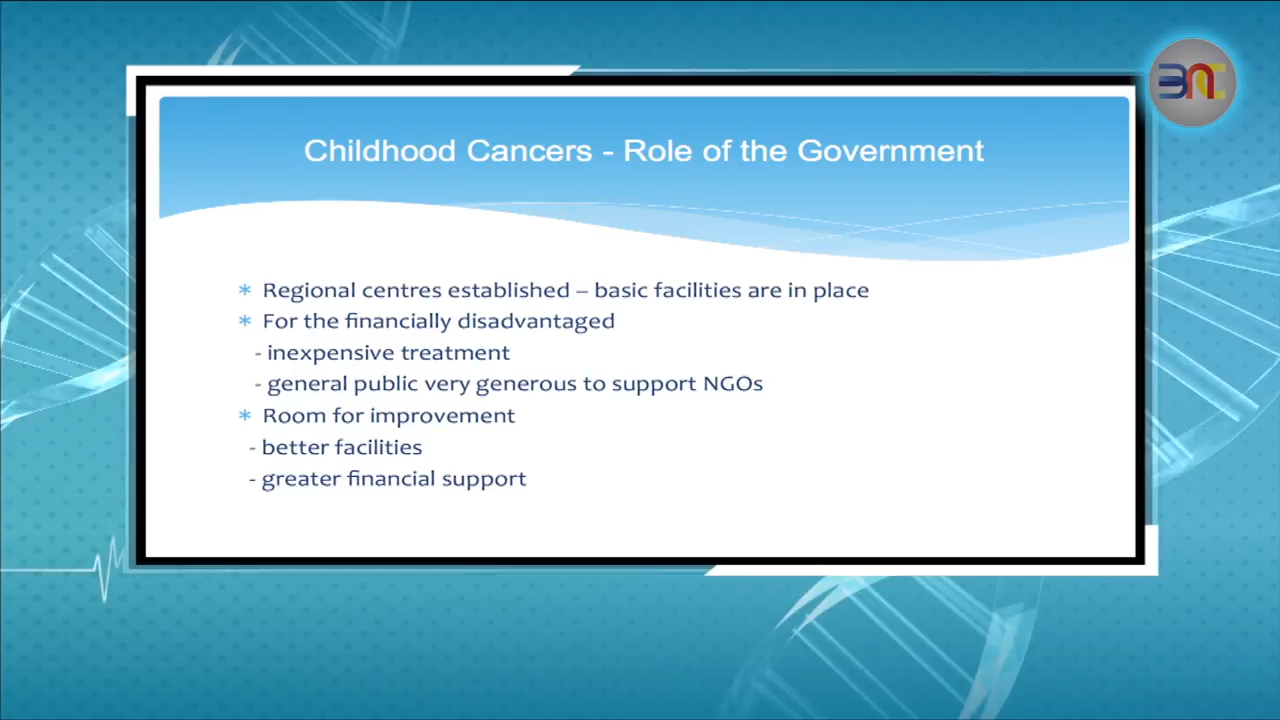 Childhood Cancers - Role of the Government
* Regional centres established – basic facilities are in place
* For the financially disadvantaged
- inexpensive treatment
- general public very generous to support NGOs
* Room for improvement
- better facilities
- greater financial support